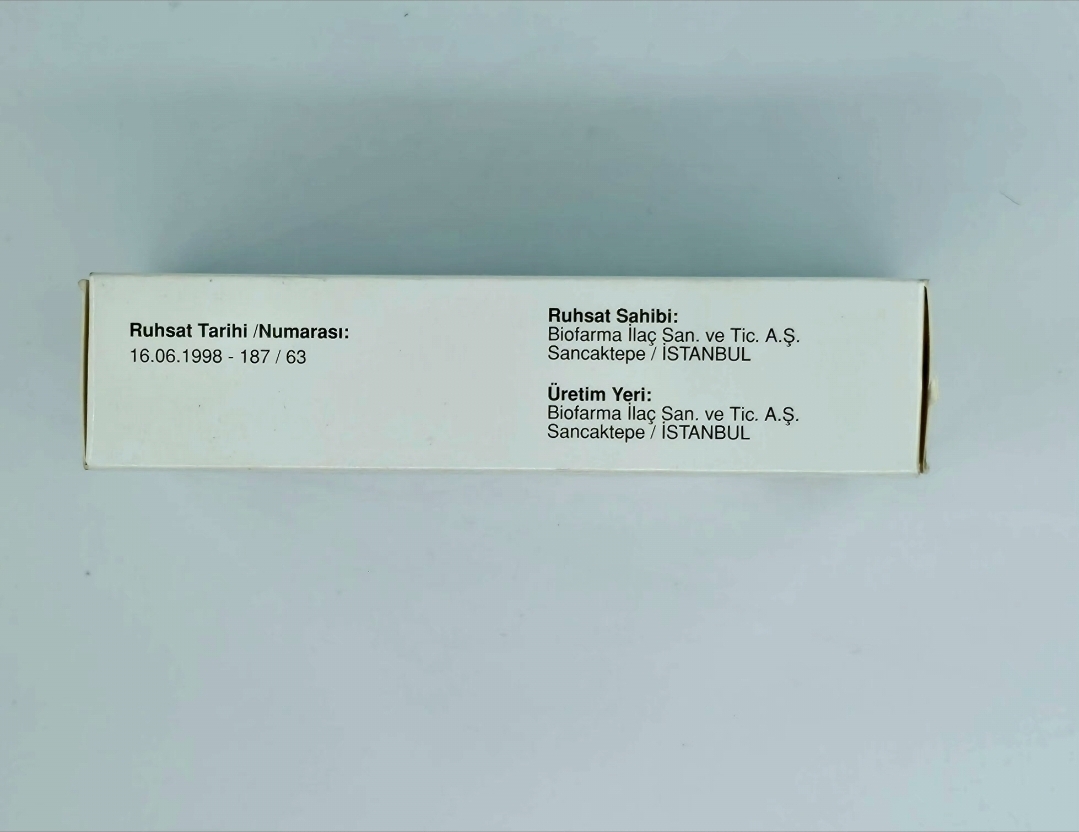 Ruhsat Tarihi /Numarası:
16.06.1998 - 187 / 63
Ruhsat Sahibi:
Biofarma İlaç San. ve Tic. A.Ş.
Sancaktepe / İSTANBUL
Üretim Yeri:
Biofarma İlaç San. ve Tic. A.Ş.
Sancaktepe / İSTANBUL